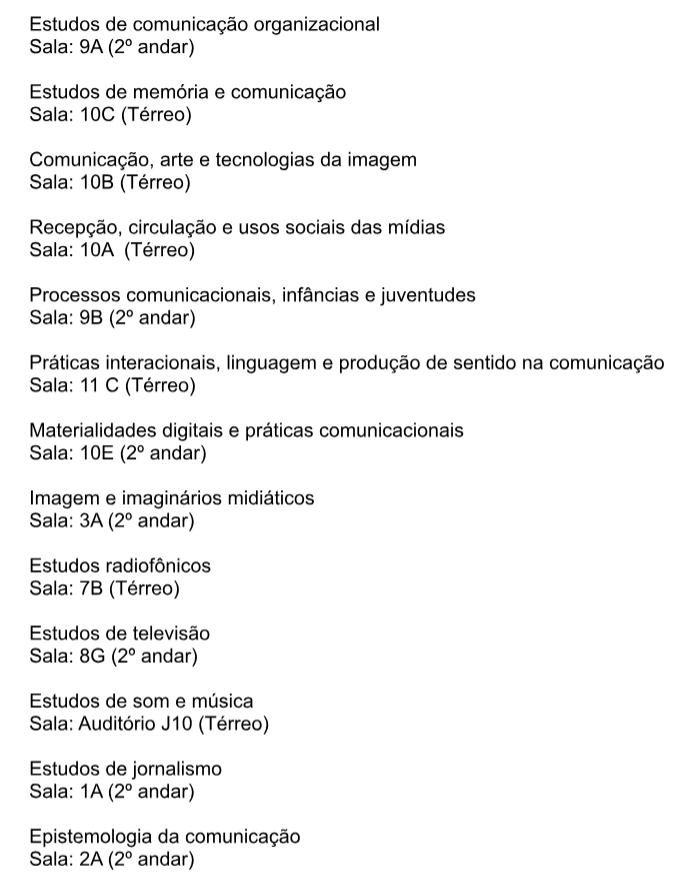 Estudos de comunicação organizacional
Sala: 9A (2º andar)
Estudos de memória e comunicação
Sala: 10C (Térreo)
Comunicação, arte e tecnologias da imagem
Sala: 10B (Térreo)
Recepção, circulação e usos sociais das mídias
Sala: 10A  (Térreo)
Processos comunicacionais, infâncias e juventudes
Sala: 9B (2º andar)
Práticas interacionais, linguagem e produção de sentido na comunicação
Sala: 11 C (Térreo)
Materialidades digitais e práticas comunicacionais
Sala: 10E (2º andar)
Imagem e imaginários midiáticos
Sala: 3A (2º andar)
Estudos radiofônicos
Sala: 7B (Térreo)
Estudos de televisão
Sala: 8G (2º andar)
Estudos de som e música
Sala: Auditório J10 (Térreo)
Estudos de jornalismo
Sala: 1A (2º andar)
Epistemologia da comunicação
Sala: 2A (2º andar)